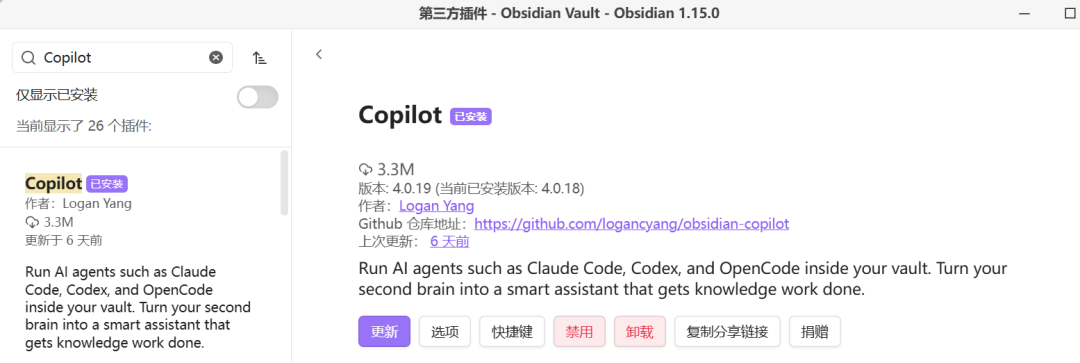 第三方插件 - Obsidian Vault - Obsidian 1.15.0
Copilot
仅显示已安装
当前显示了 26 个插件:
Copilot 已安装
作者：Logan Yang
3.3M
更新于 6 天前
Run AI agents such as Claude
Code, Codex, and OpenCode
inside your vault. Turn your second
brain into a smart assistant that
gets knowledge work done.
Copilot 已安装
3.3M
版本: 4.0.19 (当前已安装版本: 4.0.18)
作者：Logan Yang
Github 仓库地址：https://github.com/logancyang/obsidian-copilot
上次更新： 6 天前
Run AI agents such as Claude Code, Codex, and OpenCode inside your vault. Turn your
second brain into a smart assistant that gets knowledge work done.
更新 选项 快捷键 禁用 卸载 复制分享链接 捐赠